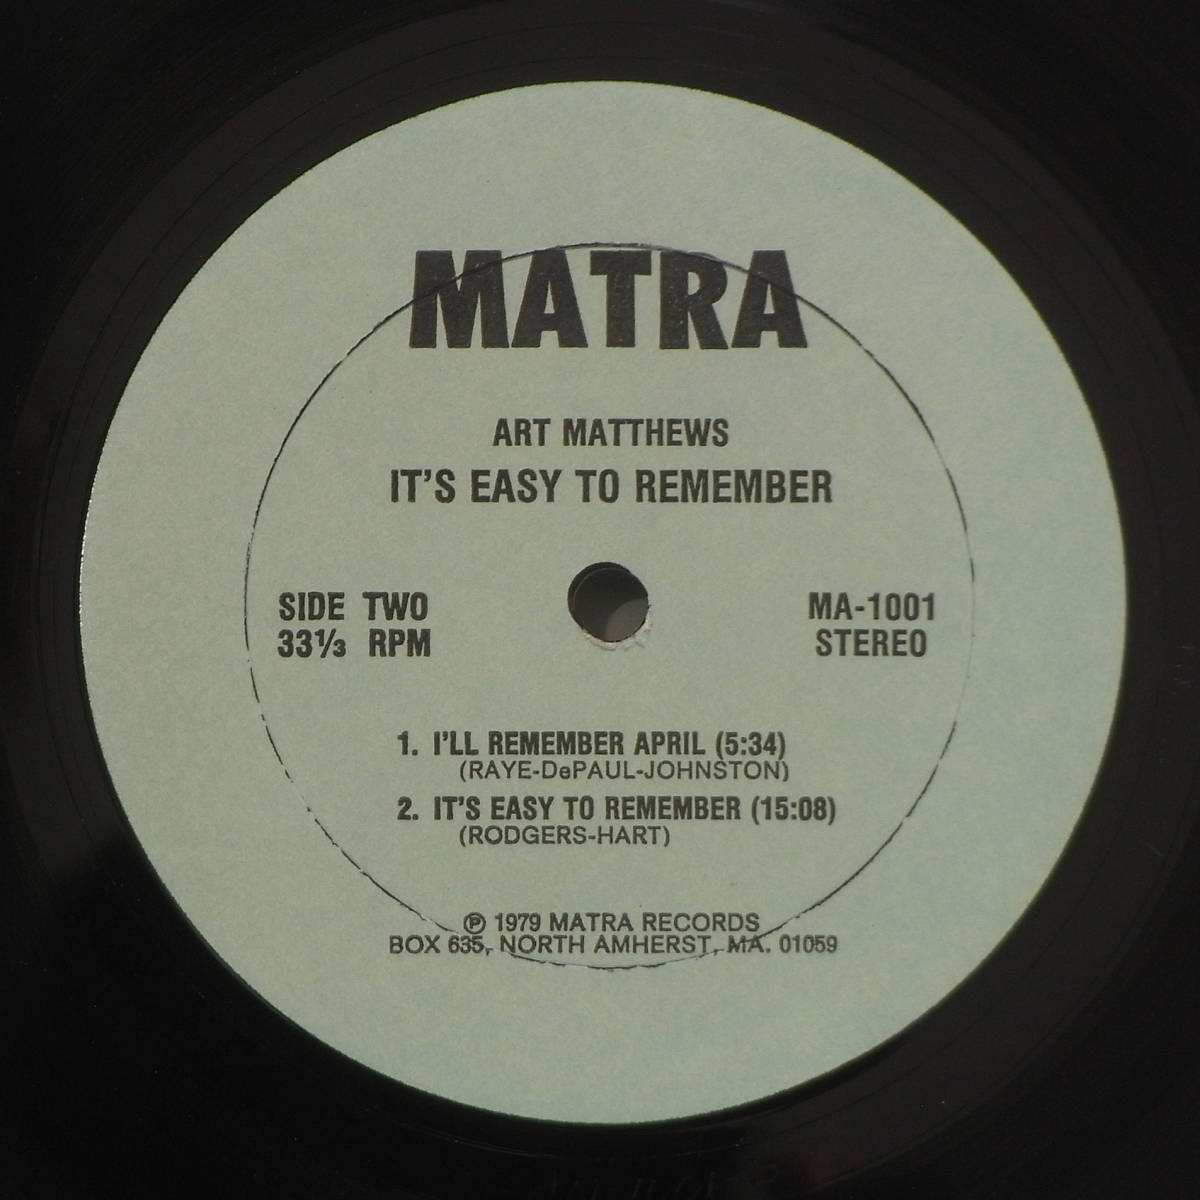 MATRA
ART MATTHEWS
IT'S EASY TO REMEMBER
SIDE TWO
33⅓ RPM
MA-1001
STEREO
1. I'LL REMEMBER APRIL (5:34)
(RAYE-DePAUL-JOHNSTON)
2. IT'S EASY TO REMEMBER (15:08)
(RODGERS-HART)
℗ 1979 MATRA RECORDS
BOX 635, NORTH AMHERST, MA. 01059